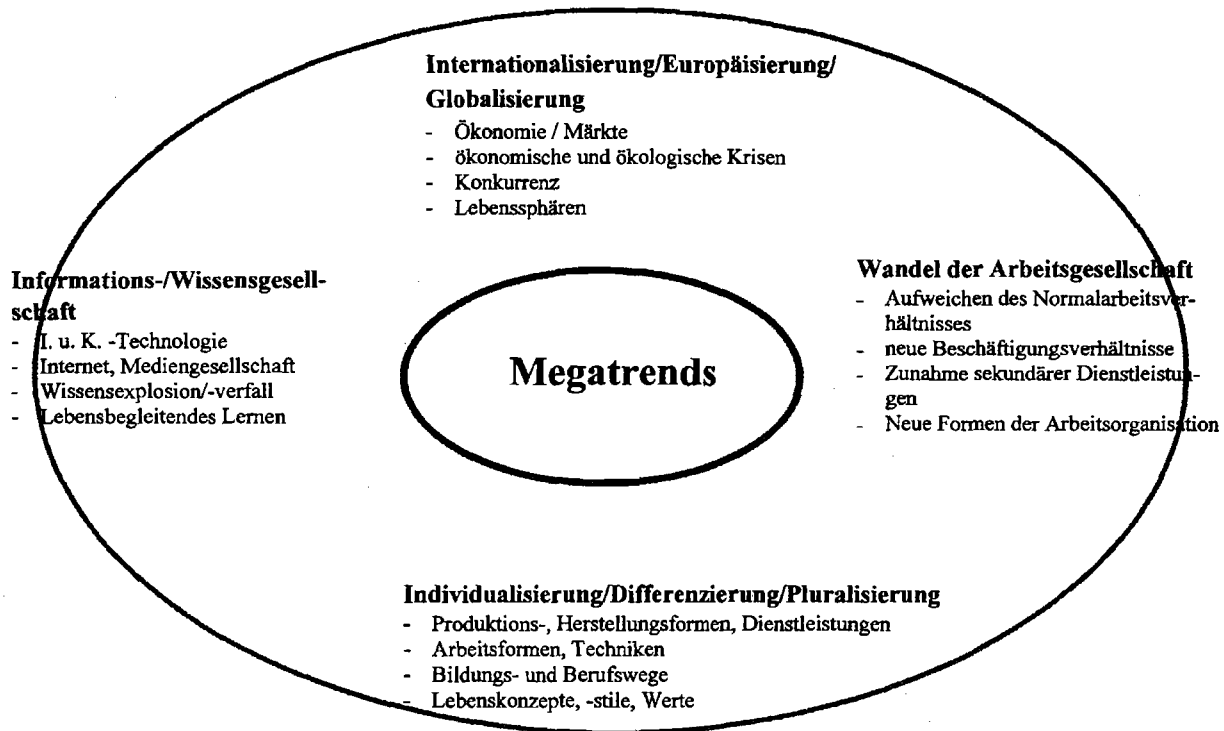 Internationalisierung/Europäisierung/
Globalisierung
- Ökonomie / Märkte
- ökonomische und ökologische Krisen
- Konkurrenz
- Lebenssphären
Informations-/Wissensgesell-
schaft
- I. u. K. -Technologie
- Internet, Mediengesellschaft
- Wissensexplosion/-verfall
- Lebensbegleitendes Lernen
Megatrends
Wandel der Arbeitsgesellschaft
- Aufweichen des Normalarbeitsver-
hältnisses
- neue Beschäftigungsverhältnisse
- Zunahme sekundärer Dienstleistun-
gen
- Neue Formen der Arbeitsorganisation
Individualisierung/Differenzierung/Pluralisierung
- Produktions-, Herstellungsformen, Dienstleistungen
- Arbeitsformen, Techniken
- Bildungs- und Berufswege
- Lebenskonzepte, -stile, Werte